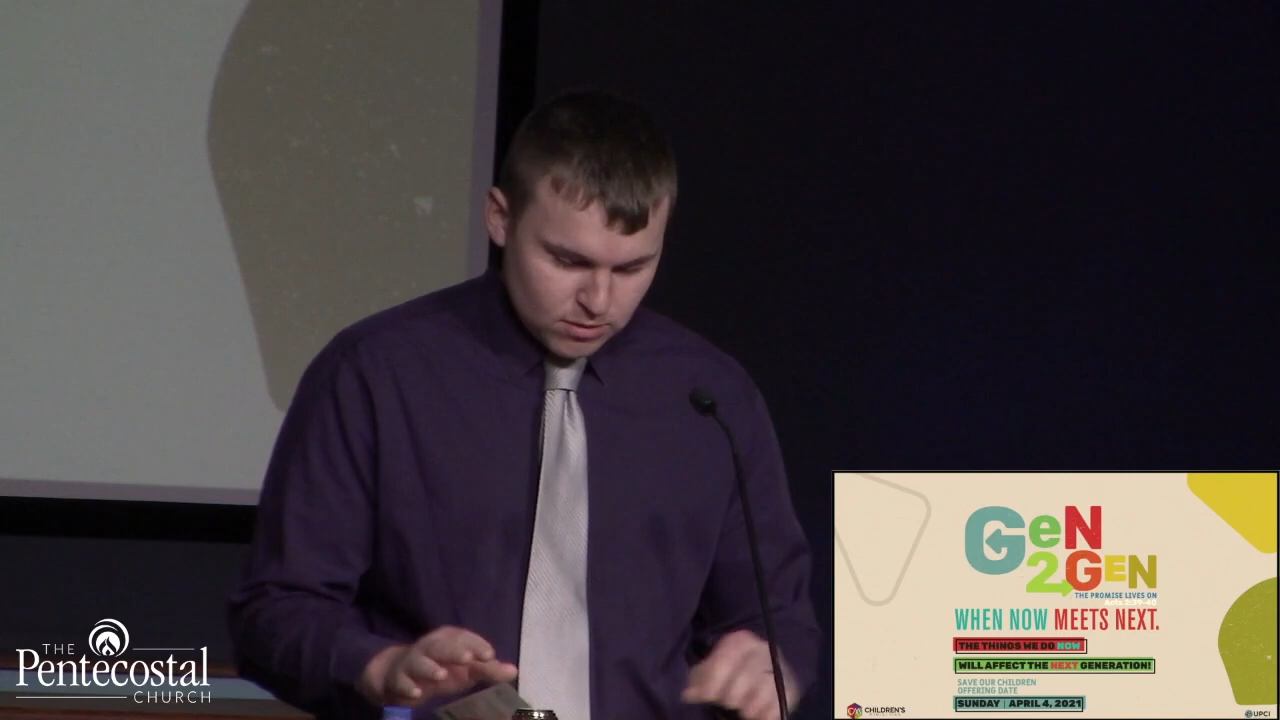 THE
Pentecostal
CHURCH
GeN
2GEN
THE PROMISE LIVES ON
WHEN NOW MEETS NEXT.
THE THINGS WE DO NOW
WILL AFFECT THE NEXT GENERATION!
SAVE OUR CHILDREN
OFFERING DATE
SUNDAY | APRIL 4, 2021
CHILDREN'S
UPCI